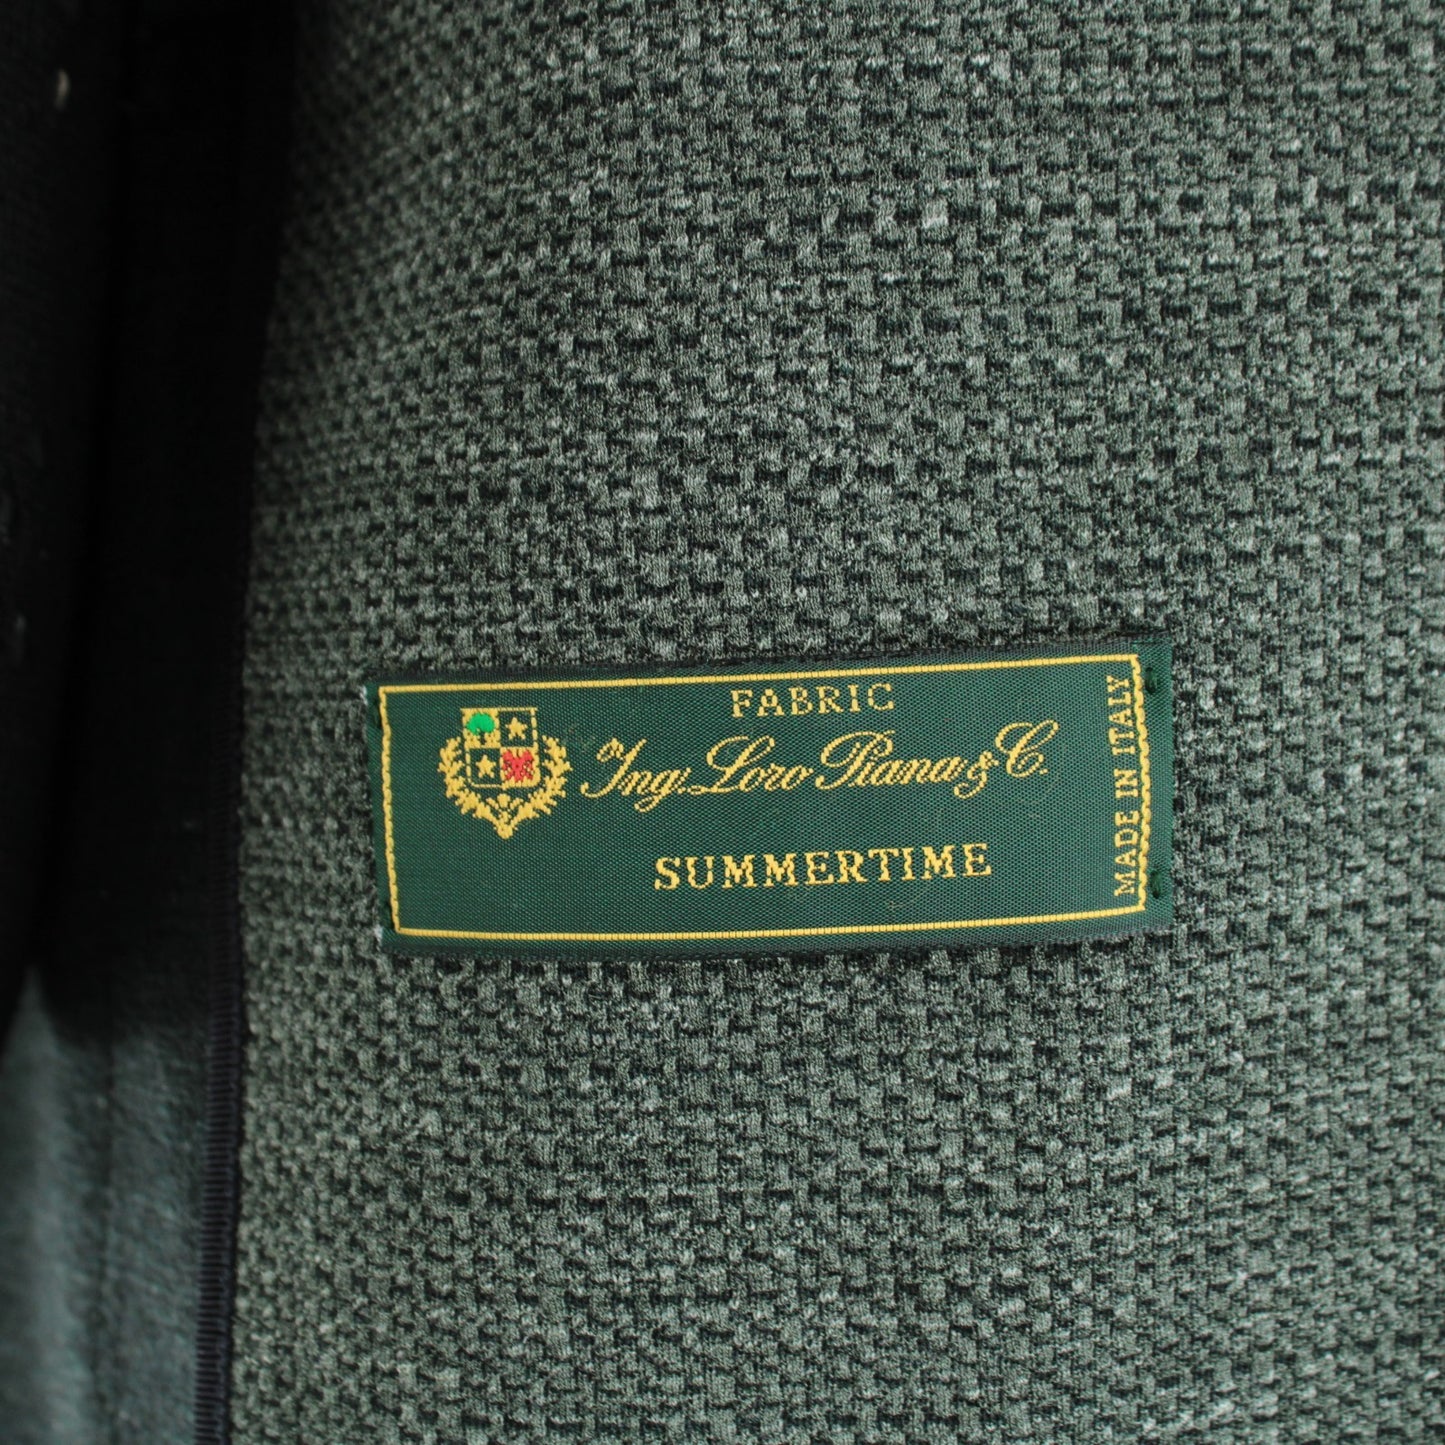 FABRIC
Ing. Loro Piana & C.
SUMMERTIME
MADE IN ITALY